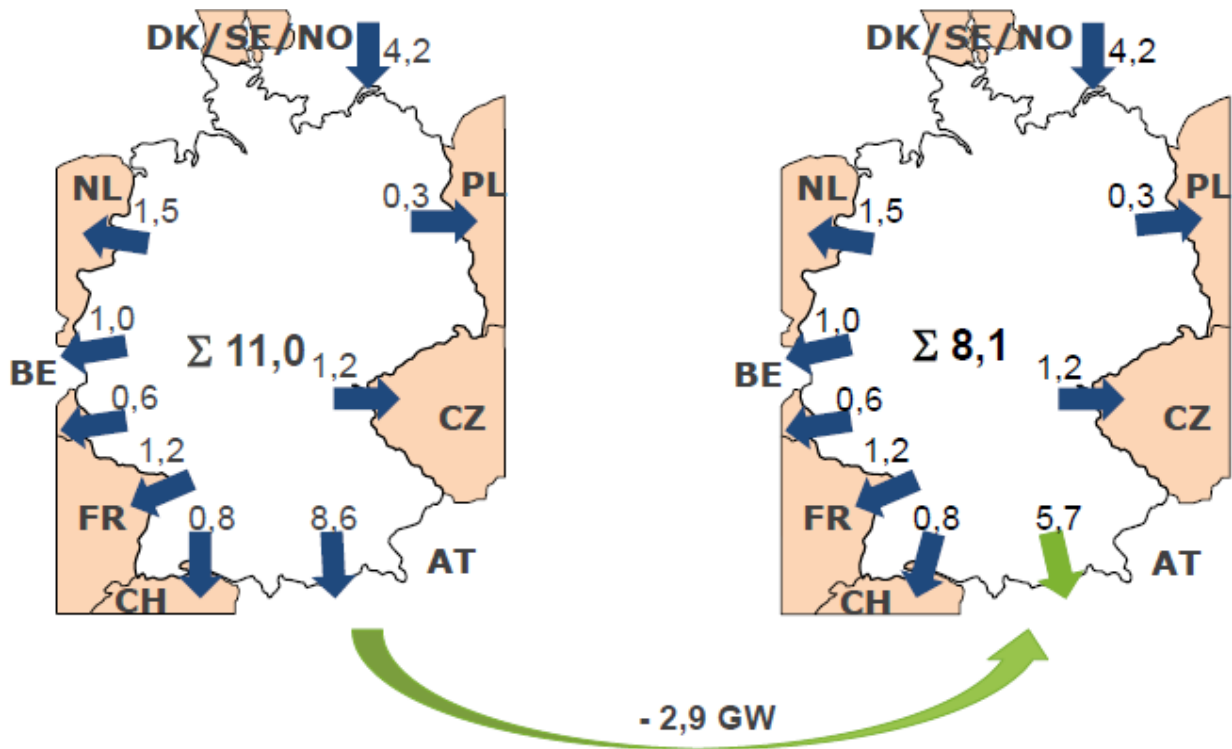 DK/SE/NO
4,2
NL
1,5
0,3
PL
1,0
Σ 11,0
1,2
BE
0,6
CZ
1,2
FR
0,8
8,6
AT
CH
DK/SE/NO
4,2
NL
1,5
0,3
PL
1,0
Σ 8,1
1,2
BE
0,6
CZ
1,2
FR
0,8
5,7
AT
CH
- 2,9 GW